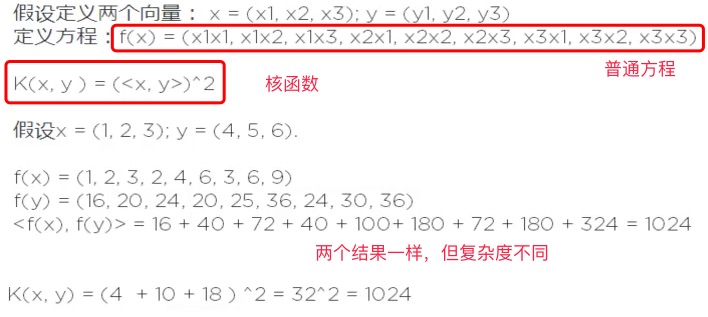 假设定义两个向量： x = (x1, x2, x3); y = (y1, y2, y3)
定义方程：f(x) = (x1x1, x1x2, x1x3, x2x1, x2x2, x2x3, x3x1, x3x2, x3x3)
普通方程
K(x, y ) = (<x, y>)^2
核函数
假设x = (1, 2, 3); y = (4, 5, 6).
f(x) = (1, 2, 3, 2, 4, 6, 3, 6, 9)
f(y) = (16, 20, 24, 20, 25, 36, 24, 30, 36)
<f(x), f(y)> = 16 + 40 + 72 + 40 + 100+ 180 + 72 + 180 + 324 = 1024
两个结果一样，但复杂度不同
K(x, y) = (4 + 10 + 18 ) ^2 = 32^2 = 1024